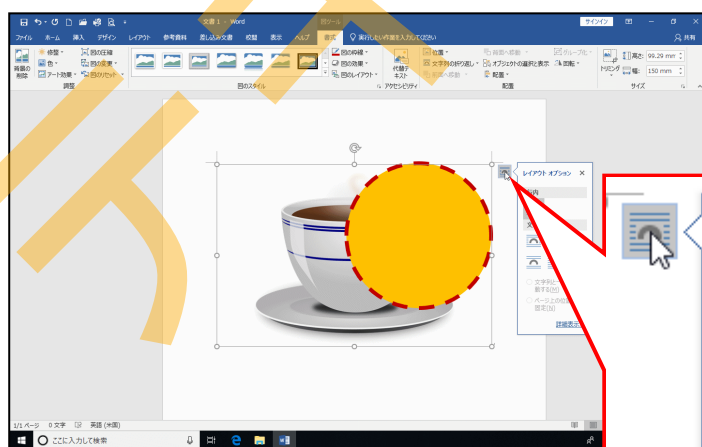 文書 1 - Word
図ツール
サインイン
ファイル ホーム 挿入 デザイン レイアウト 参考資料 差し込み文書 校閲 表示 ヘルプ 書式 実行したい作業を入力してください 共有
背景の削除
修整
色
アート効果
図の圧縮
図の変更
図のリセット
調整
図のスタイル
図の枠線
図の効果
図のレイアウト
代替テキスト
アクセシビリティ
位置
文字列の折り返し
前面へ移動
背面へ移動
オブジェクトの選択と表示
配置
グループ化
回転
配置
トリミング
高さ: 99.29 mm
幅: 150 mm
サイズ
レイアウト オプション ×
詳細表示
1/1 ページ 0 文字 英語 (米国)
ここに入力して検索